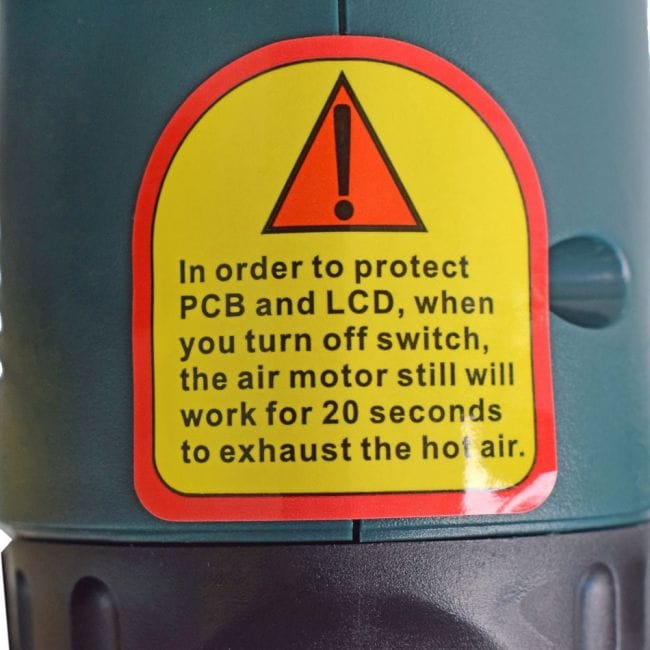 In order to protect
PCB and LCD, when
you turn off switch,
the air motor still will
work for 20 seconds
to exhaust the hot air.